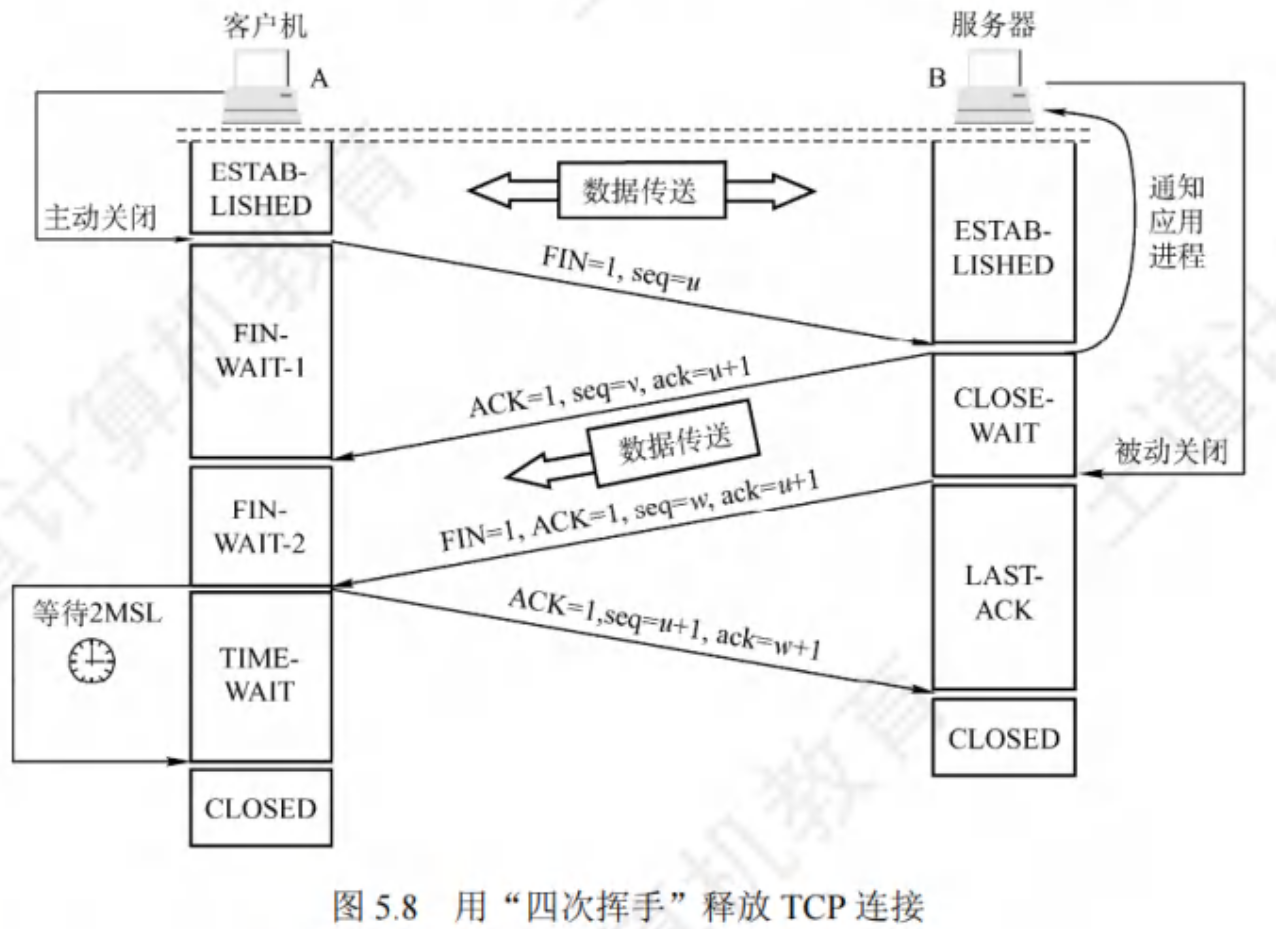 客户机
服务器
A
B
ESTAB-
LISHED
数据传送
主动关闭
ESTAB-
LISHED
通知
应用
进程
FIN=1, seq=u
FIN-
WAIT-1
ACK=1, seq=v, ack=u+1
CLOSE-
WAIT
数据传送
被动关闭
FIN-
WAIT-2
FIN=1, ACK=1, seq=w, ack=u+1
LAST-
ACK
等待2MSL
ACK=1,seq=u+1, ack=w+1
TIME-
WAIT
CLOSED
CLOSED
图 5.8 用“四次挥手”释放 TCP 连接